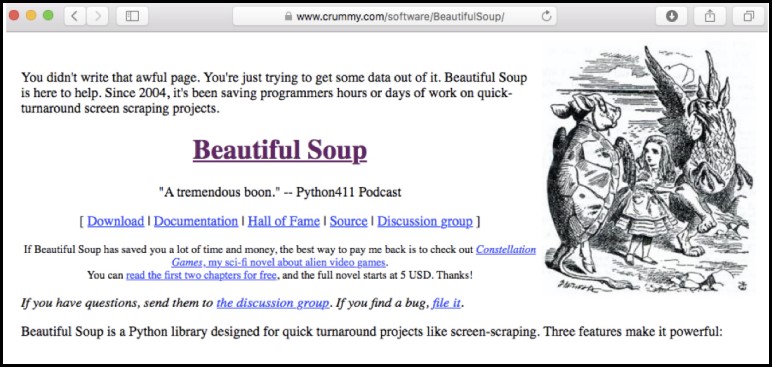 www.crummy.com/software/BeautifulSoup/
You didn't write that awful page. You're just trying to get some data out of it. Beautiful Soup
is here to help. Since 2004, it's been saving programmers hours or days of work on quick-
turnaround screen scraping projects.
Beautiful Soup
"A tremendous boon." -- Python411 Podcast
[ Download | Documentation | Hall of Fame | Source | Discussion group ]
If Beautiful Soup has saved you a lot of time and money, the best way to pay me back is to check out Constellation
Games, my sci-fi novel about alien video games.
You can read the first two chapters for free, and the full novel starts at 5 USD. Thanks!
If you have questions, send them to the discussion group. If you find a bug, file it.
Beautiful Soup is a Python library designed for quick turnaround projects like screen-scraping. Three features make it powerful: